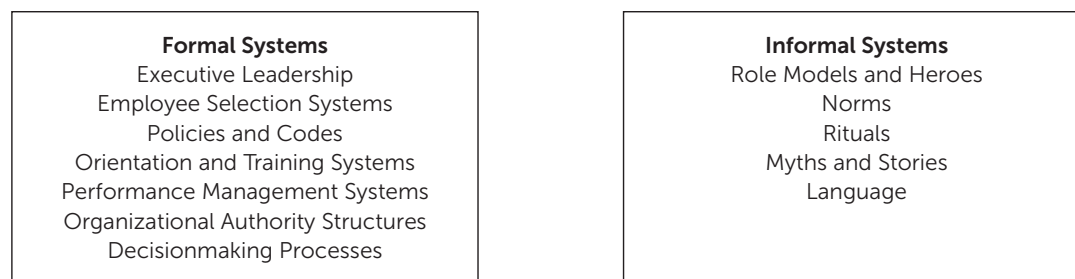 Formal Systems
Executive Leadership
Employee Selection Systems
Policies and Codes
Orientation and Training Systems
Performance Management Systems
Organizational Authority Structures
Decisionmaking Processes
Informal Systems
Role Models and Heroes
Norms
Rituals
Myths and Stories
Language